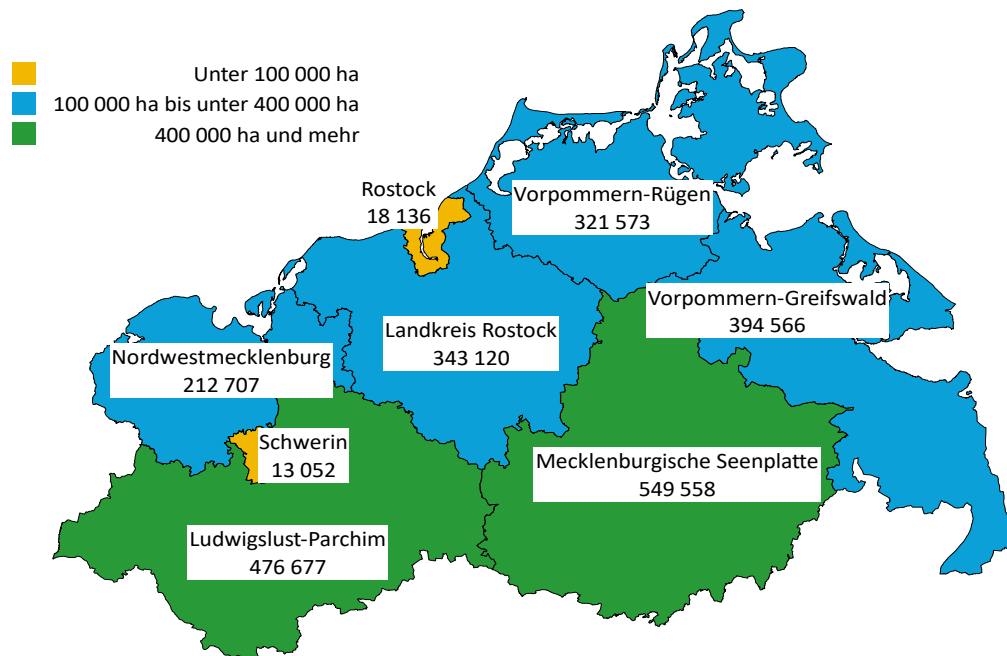 Unter 100 000 ha
100 000 ha bis unter 400 000 ha
400 000 ha und mehr
Rostock
18 136
Vorpommern-Rügen
321 573
Vorpommern-Greifswald
394 566
Landkreis Rostock
343 120
Nordwestmecklenburg
212 707
Schwerin
13 052
Mecklenburgische Seenplatte
549 558
Ludwigslust-Parchim
476 677